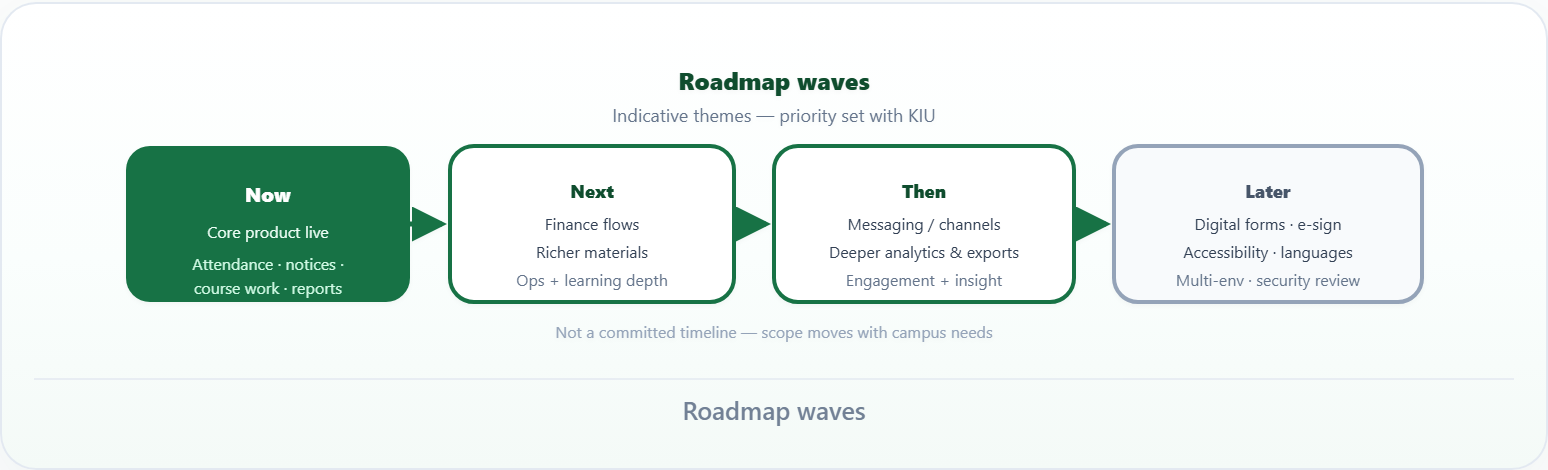 Roadmap waves
Indicative themes — priority set with KIU
Now
Core product live
Attendance · notices ·
course work · reports
Next
Finance flows
Richer materials
Ops + learning depth
Then
Messaging / channels
Deeper analytics & exports
Engagement + insight
Later
Digital forms · e-sign
Accessibility · languages
Multi-env · security review
Not a committed timeline — scope moves with campus needs
Roadmap waves